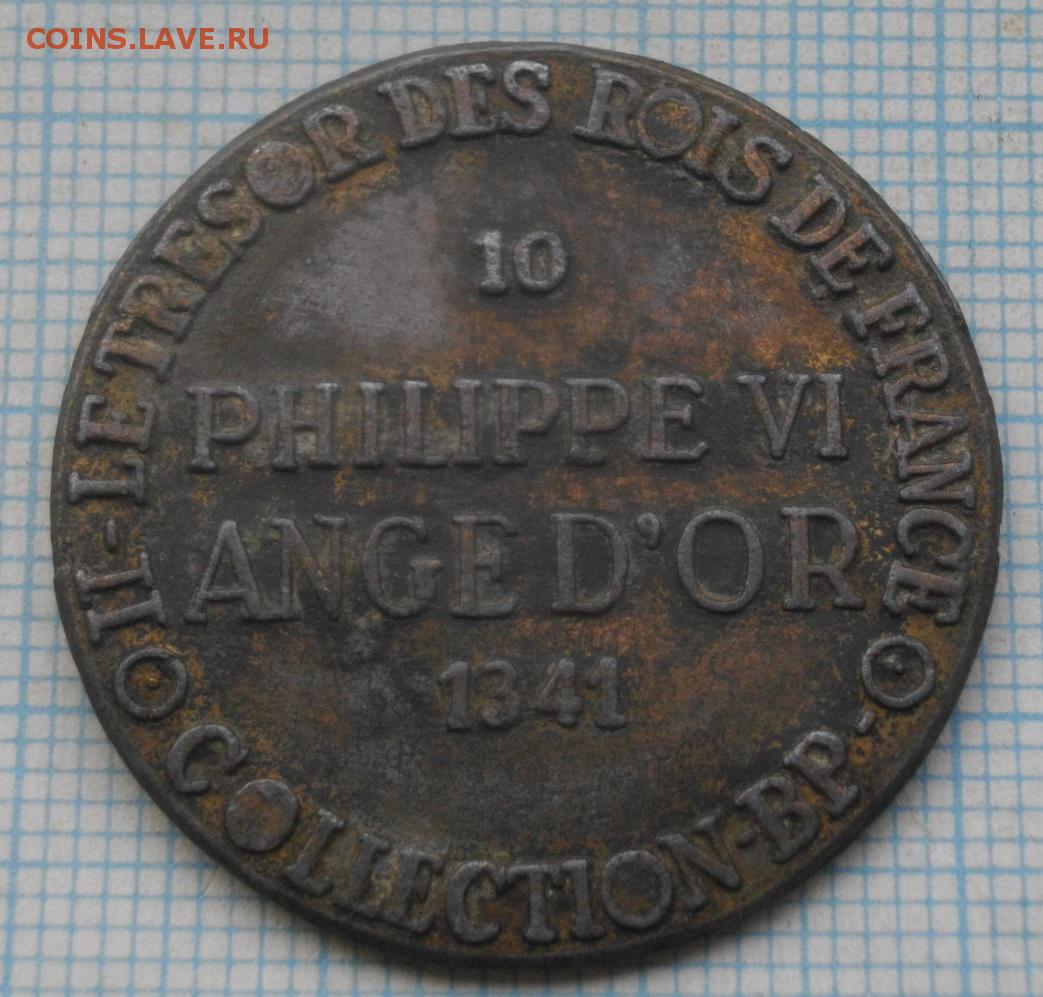 COINS.LAVE.RU
II - LE TRESOR DES ROIS DE FRANCE
COLLECTION·BP·
10
PHILIPPE VI
ANGE D'OR
1341